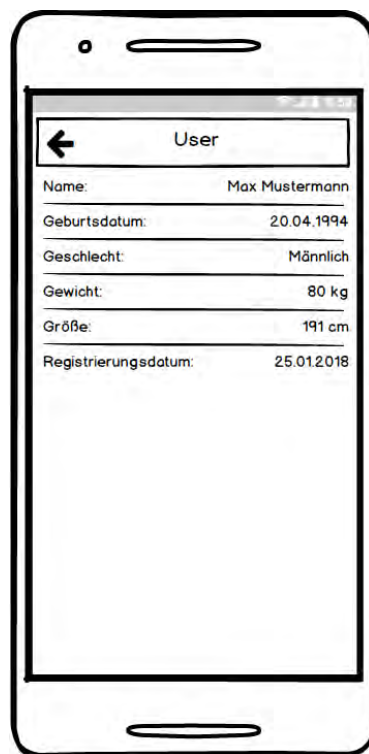 User
Name: Max Mustermann
Geburtsdatum: 20.04.1994
Geschlecht: Männlich
Gewicht: 80 kg
Größe: 191 cm
Registrierungsdatum: 25.01.2018